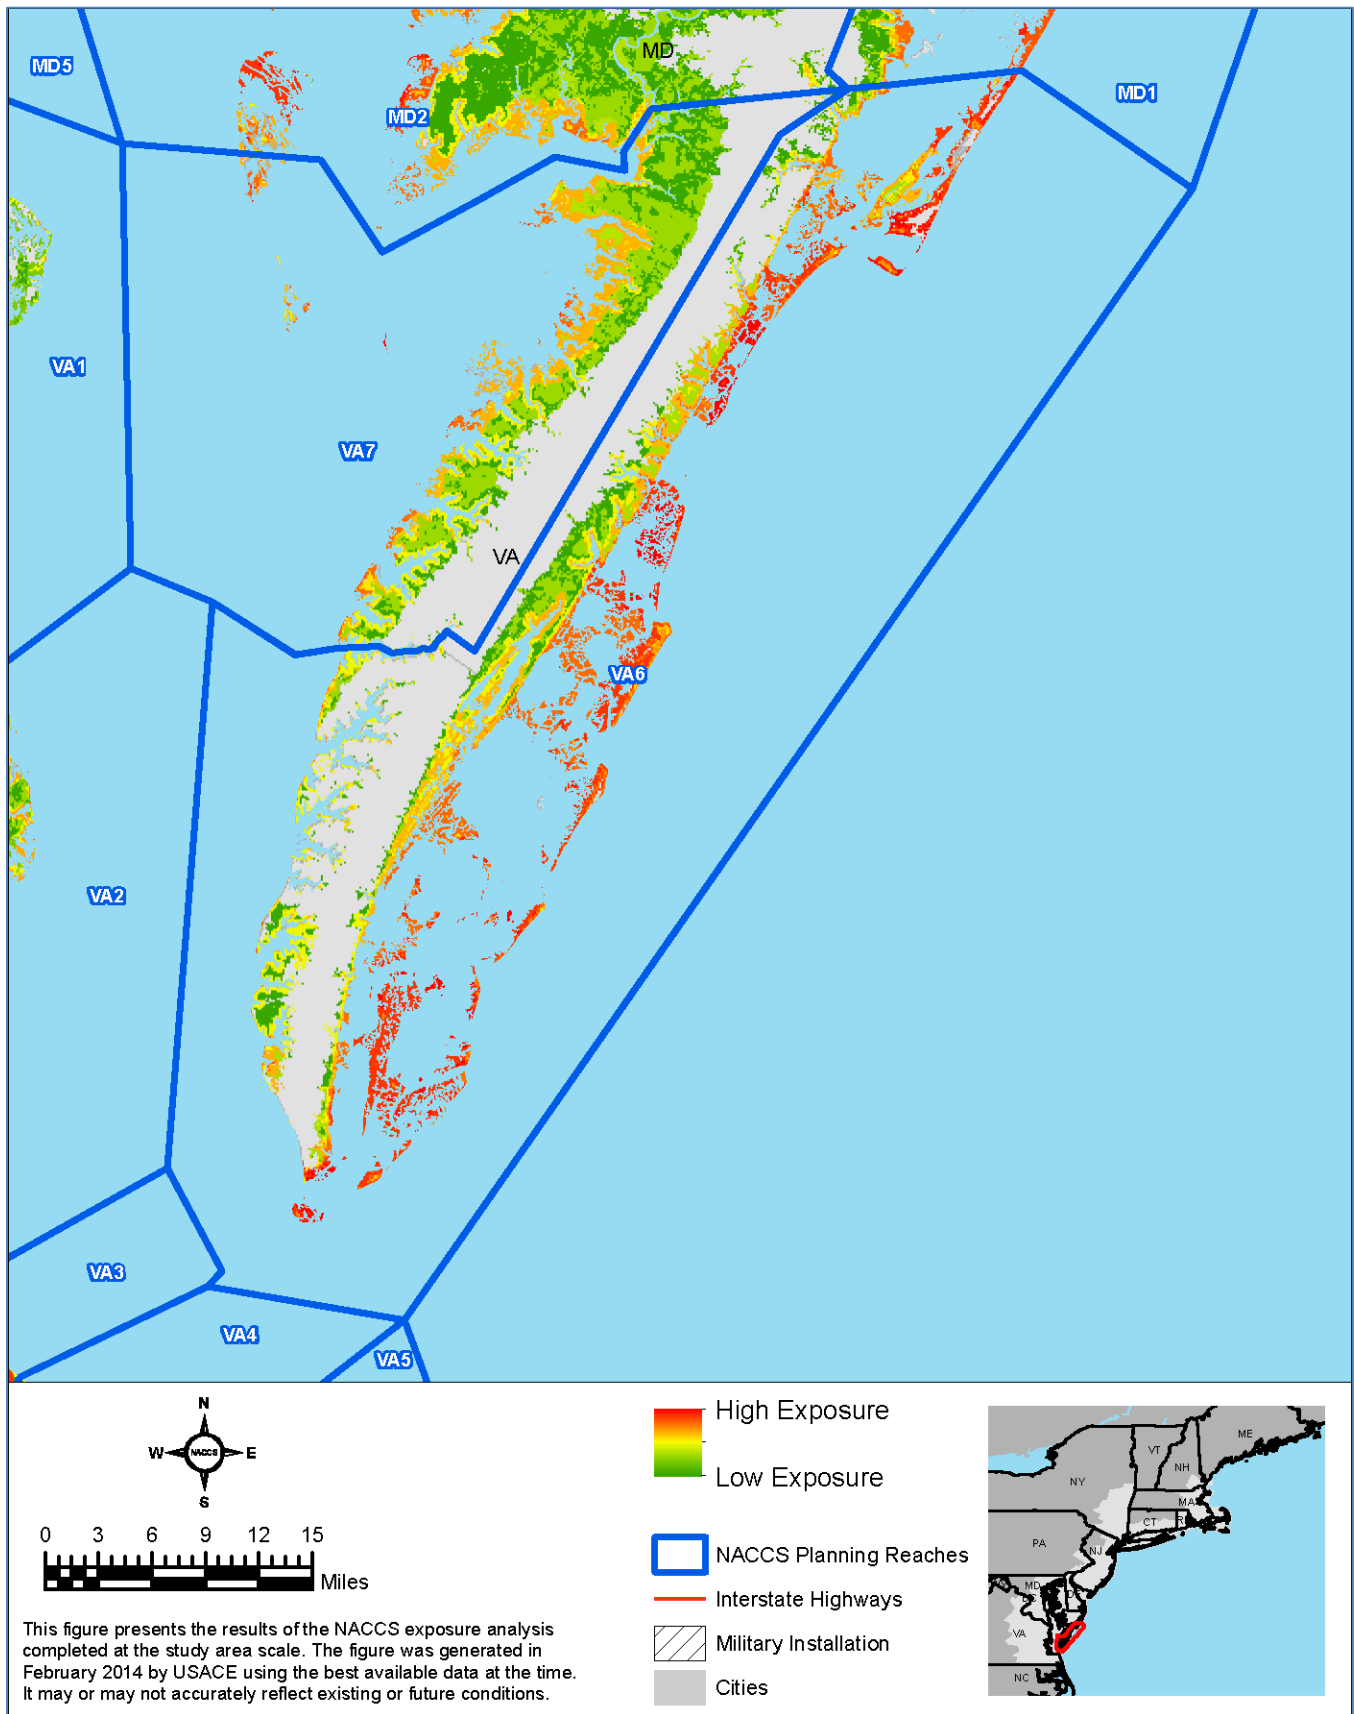 MD
MD5
MD1
MD2
VA1
VA7
VA
VA6
VA2
VA3
VA4
VA5
N
W NACCS E
S
0 3 6 9 12 15
Miles
This figure presents the results of the NACCS exposure analysis
completed at the study area scale. The figure was generated in
February 2014 by USACE using the best available data at the time.
It may or may not accurately reflect existing or future conditions.
High Exposure
Low Exposure
NACCS Planning Reaches
Interstate Highways
Military Installation
Cities
ME
VT
NH
NY
MA
CT
PA
NJ
MD
VA
NC